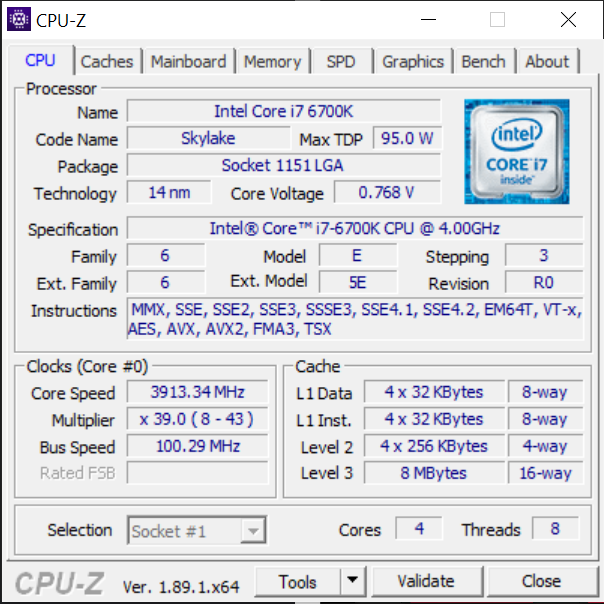 CPU-Z
CPU Caches Mainboard Memory SPD Graphics Bench About
Processor
Name Intel Core i7 6700K
Code Name Skylake Max TDP 95.0 W
Package Socket 1151 LGA
Technology 14 nm Core Voltage 0.768 V
intel
CORE i7
inside™
Specification Intel® Core™ i7-6700K CPU @ 4.00GHz
Family 6 Model E Stepping 3
Ext. Family 6 Ext. Model 5E Revision R0
Instructions MMX, SSE, SSE2, SSE3, SSSE3, SSE4.1, SSE4.2, EM64T, VT-x,
AES, AVX, AVX2, FMA3, TSX
Clocks (Core #0)
Core Speed 3913.34 MHz
Multiplier x 39.0 ( 8 - 43 )
Bus Speed 100.29 MHz
Rated FSB
Cache
L1 Data 4 x 32 KBytes 8-way
L1 Inst. 4 x 32 KBytes 8-way
Level 2 4 x 256 KBytes 4-way
Level 3 8 MBytes 16-way
Selection Socket #1 Cores 4 Threads 8
CPU-Z Ver. 1.89.1.x64 Tools Validate Close